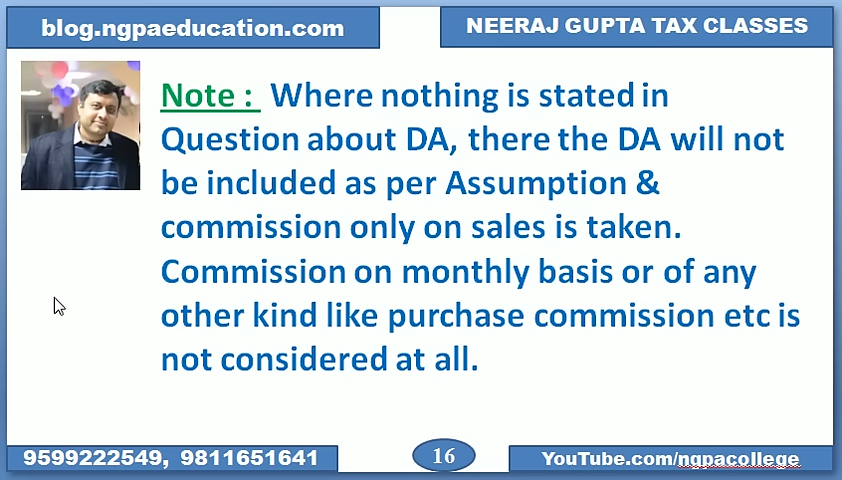 blog.ngpaeducation.com
NEERAJ GUPTA TAX CLASSES
Note :  Where nothing is stated in
Question about DA, there the DA will not
be included as per Assumption &
commission only on sales is taken.
Commission on monthly basis or of any
other kind like purchase commission etc is
not considered at all.
9599222549, 9811651641
16
YouTube.com/ngpacollege